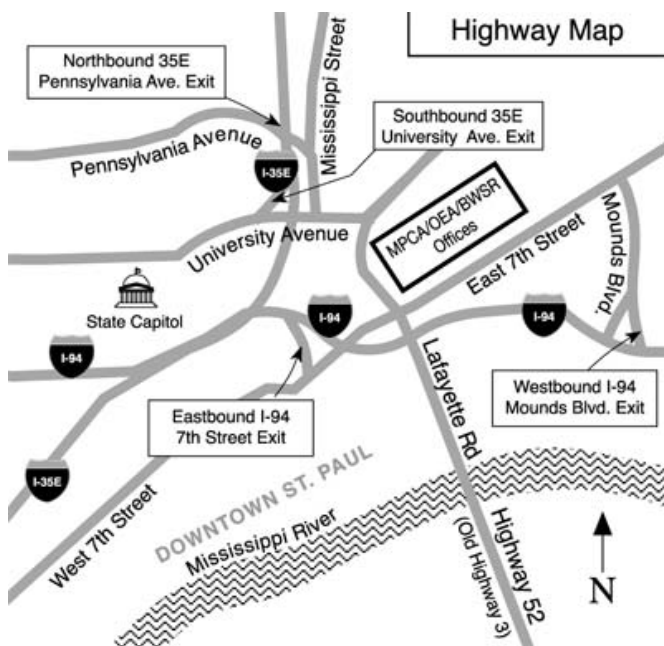 Highway Map
Northbound 35E
Pennsylvania Ave. Exit
Mississippi Street
Southbound 35E
University Ave. Exit
Pennsylvania Avenue
I-35E
MPCA/OEA/BWSR
Offices
University Avenue
East 7th Street
Mounds Blvd.
State Capitol
I-94
I-94
I-94
Lafayette Rd
Westbound I-94
Mounds Blvd. Exit
Eastbound I-94
7th Street Exit
I-35E
DOWNTOWN ST. PAUL
West 7th Street
Mississippi River
Highway 52
(Old Highway 3)
N